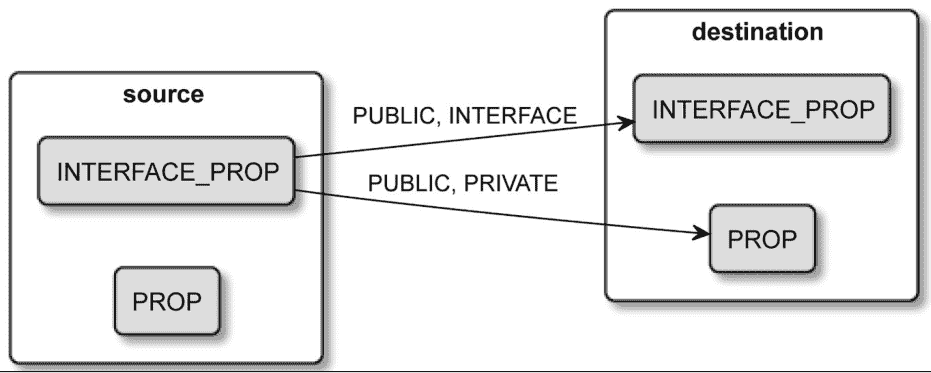 source
INTERFACE_PROP
PROP
PUBLIC, INTERFACE
PUBLIC, PRIVATE
destination
INTERFACE_PROP
PROP